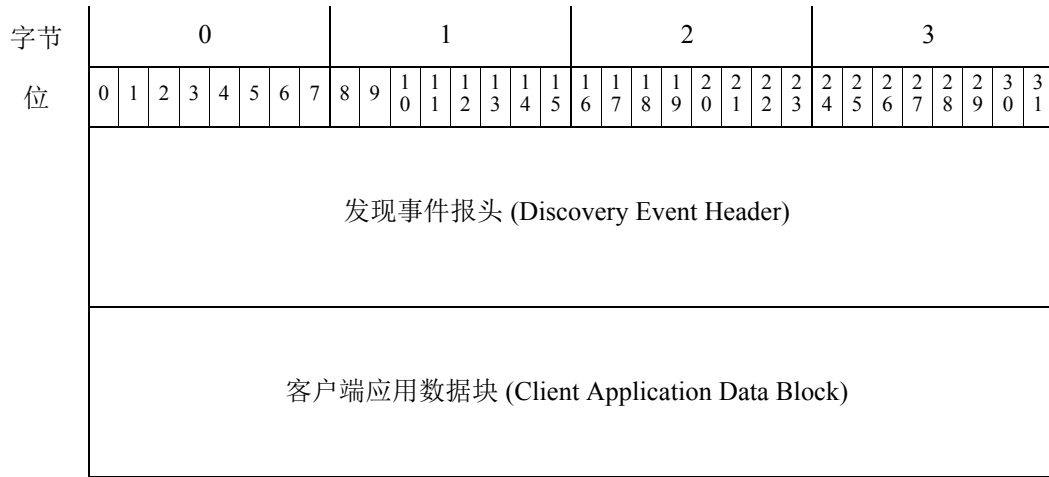 字节 0 1 2 3
位 0 1 2 3 4 5 6 7 8 9 10 11 12 13 14 15 16 17 18 19 20 21 22 23 24 25 26 27 28 29 30 31
发现事件报头 (Discovery Event Header)
客户端应用数据块 (Client Application Data Block)